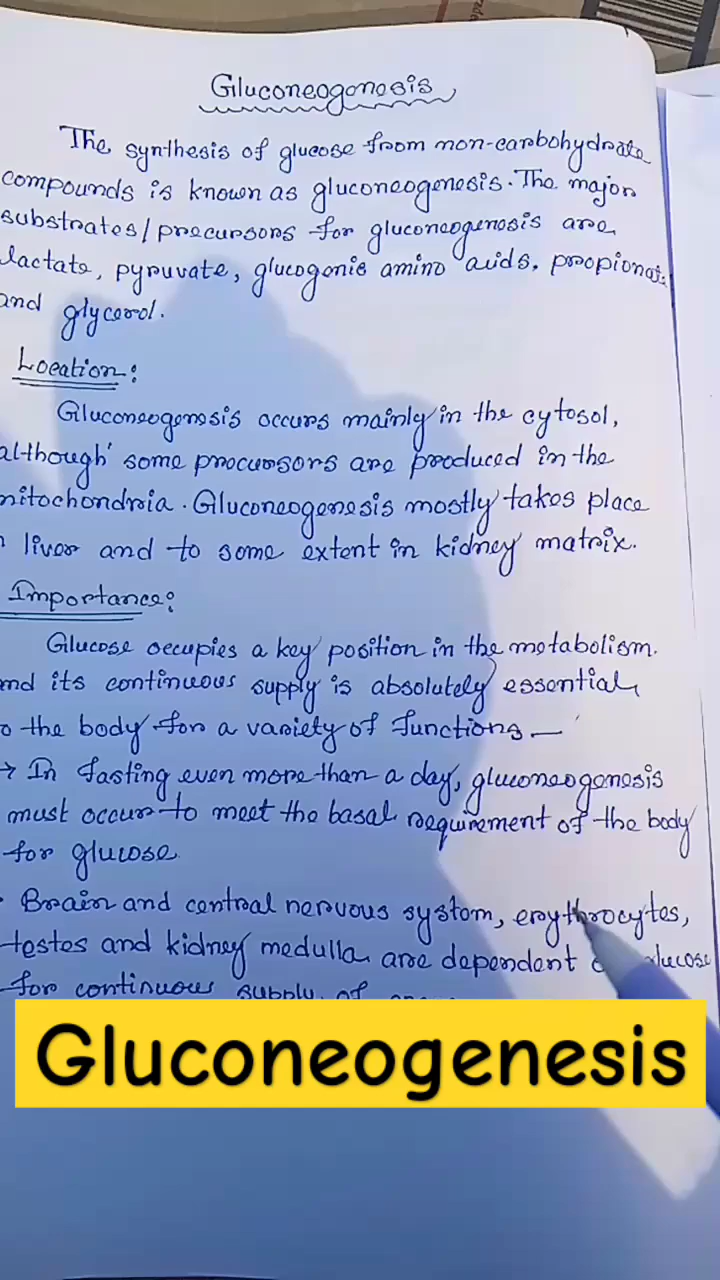 Gluconeogenesis
The synthesis of glucose from non-carbohydrate
compounds is known as gluconeogenesis. The major
substrates/precursors for gluconeogenesis are
lactate, pyruvate, glucogenic amino acids, propionat
and glycerol.
Location:
Gluconeogenesis occurs mainly in the cytosol,
although some precursors are produced in the
mitochondria. Gluconeogenesis mostly takes place
n liver and to some extent in kidney matrix.
Importance:
Glucose occupies a key position in the metabolism
nd its continuous supply is absolutely essential
o the body for a variety of functions —
→ In fasting even more than a day, gluconeogenesis
must occur to meet the basal requirement of the body
for glucose
Brain and central nervous system, erythrocytes,
testes and kidney medulla are dependent glucose
for continuous supply of
Gluconeogenesis